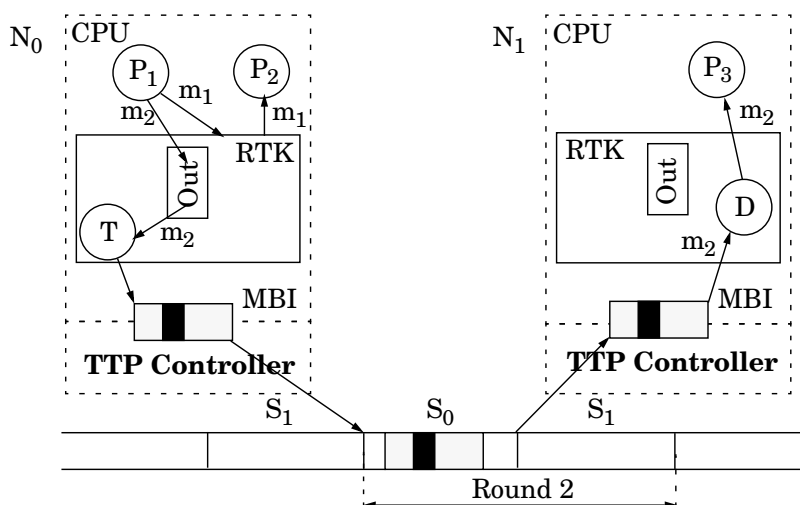 N0
CPU
P1
P2
m1
m2
m1
RTK
Out
T
m2
MBI
TTP Controller
N1
CPU
P3
m2
RTK
Out
D
m2
MBI
TTP Controller
S1
S0
S1
Round 2